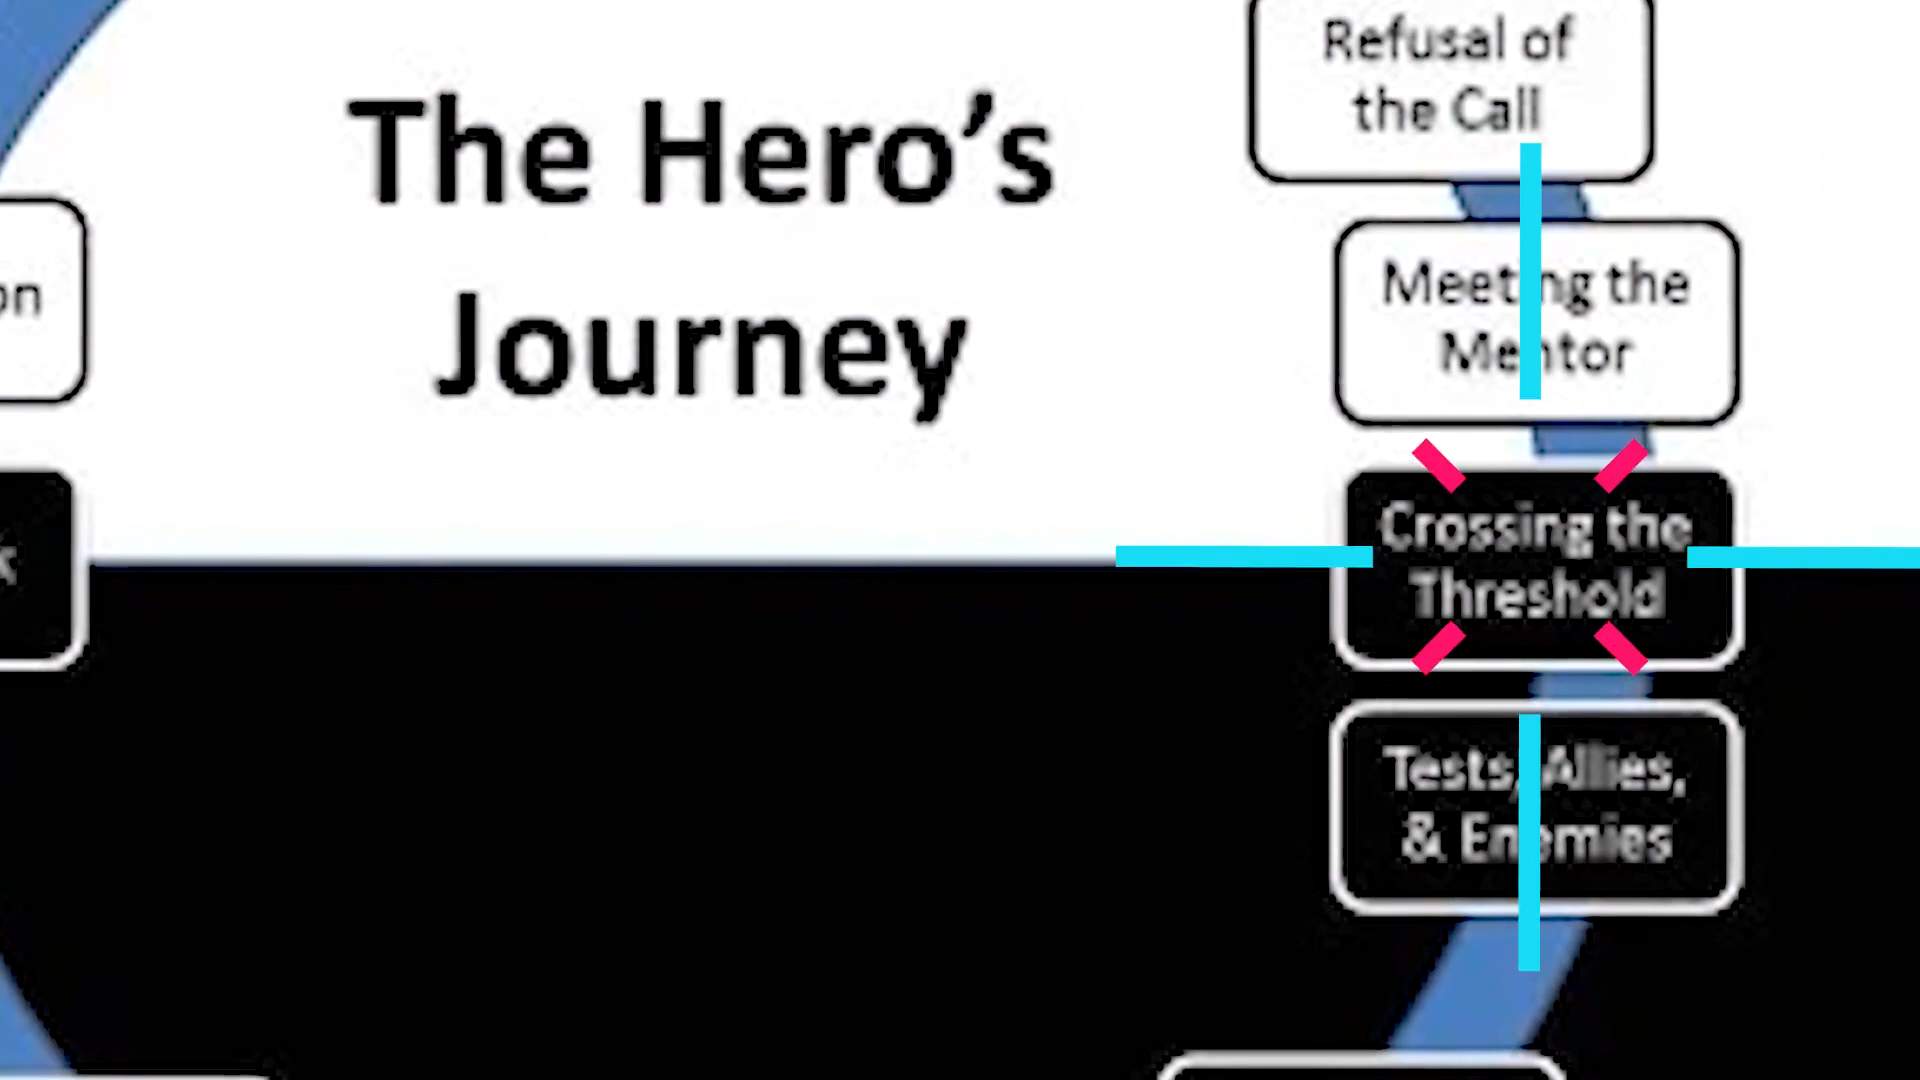 Refusal of
the Call
The Hero’s
Journey
Meeting the
Mentor
Crossing the
Threshold
Tests, Allies,
& Enemies